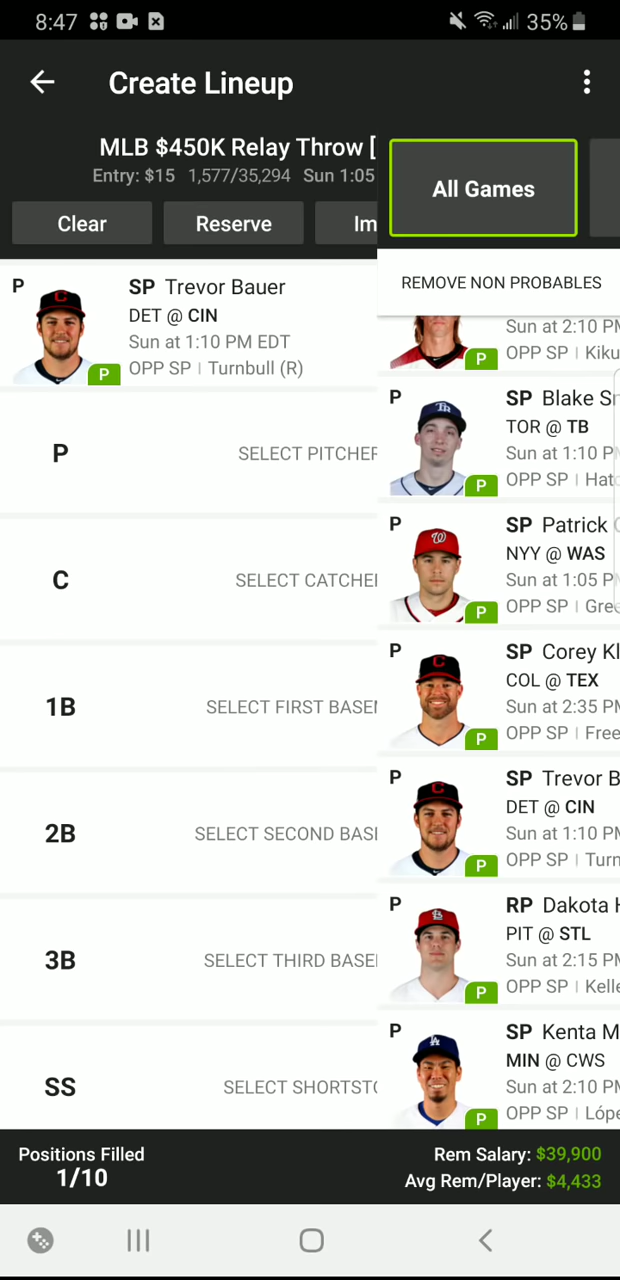 8:47
35%
Create Lineup
MLB $450K Relay Throw [
Entry: $15 1,577/35,294 Sun 1:05
Clear
Reserve
Im
All Games
REMOVE NON PROBABLES
P
SP Trevor Bauer
DET @ CIN
Sun at 1:10 PM EDT
OPP SP | Turnbull (R)
P
P
SELECT PITCHER
C
SELECT CATCHER
1B
SELECT FIRST BASEM
2B
SELECT SECOND BASE
3B
SELECT THIRD BASE
SS
SELECT SHORTSTO
Sun at 2:10 PM
OPP SP | Kiku
P
P
SP Blake Sn
TOR @ TB
Sun at 1:10 PM
OPP SP | Hatc
P
P
SP Patrick C
NYY @ WAS
Sun at 1:05 PM
OPP SP | Gree
P
P
SP Corey Kl
COL @ TEX
Sun at 2:35 PM
OPP SP | Free
P
P
SP Trevor B
DET @ CIN
Sun at 1:10 PM
OPP SP | Turn
P
P
RP Dakota H
PIT @ STL
Sun at 2:15 PM
OPP SP | Kelle
P
P
SP Kenta M
MIN @ CWS
Sun at 2:10 PM
OPP SP | Lópe
P
Positions Filled
1/10
Rem Salary: $39,900
Avg Rem/Player: $4,433